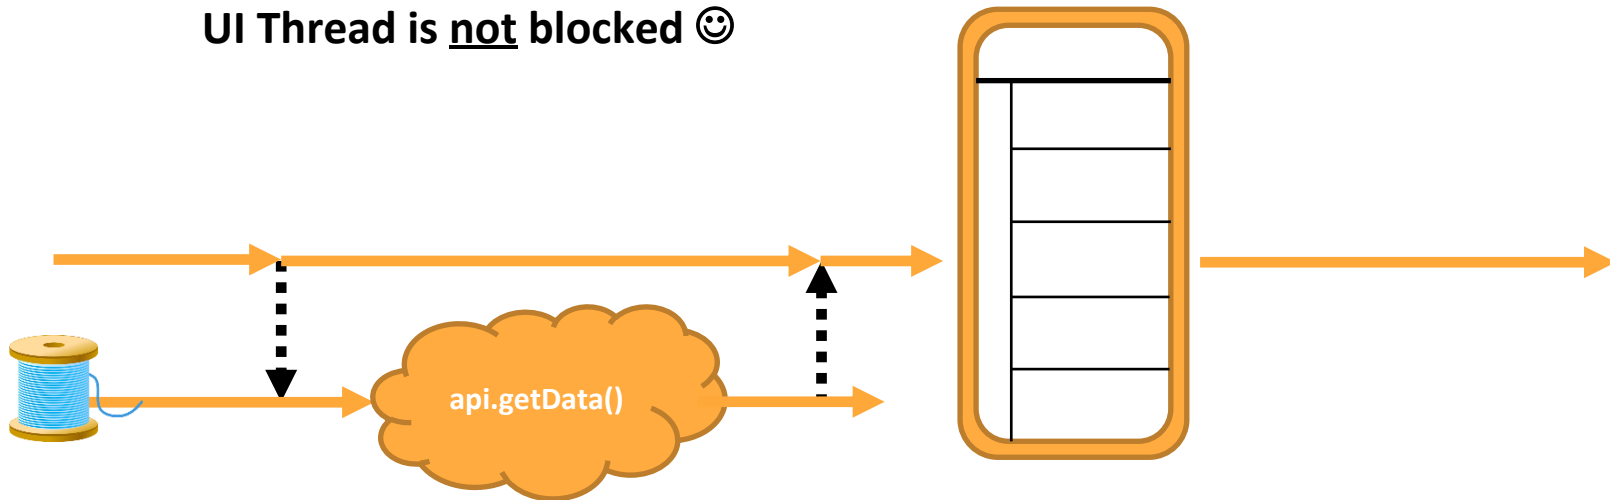 UI Thread is not blocked ☺
api.getData()